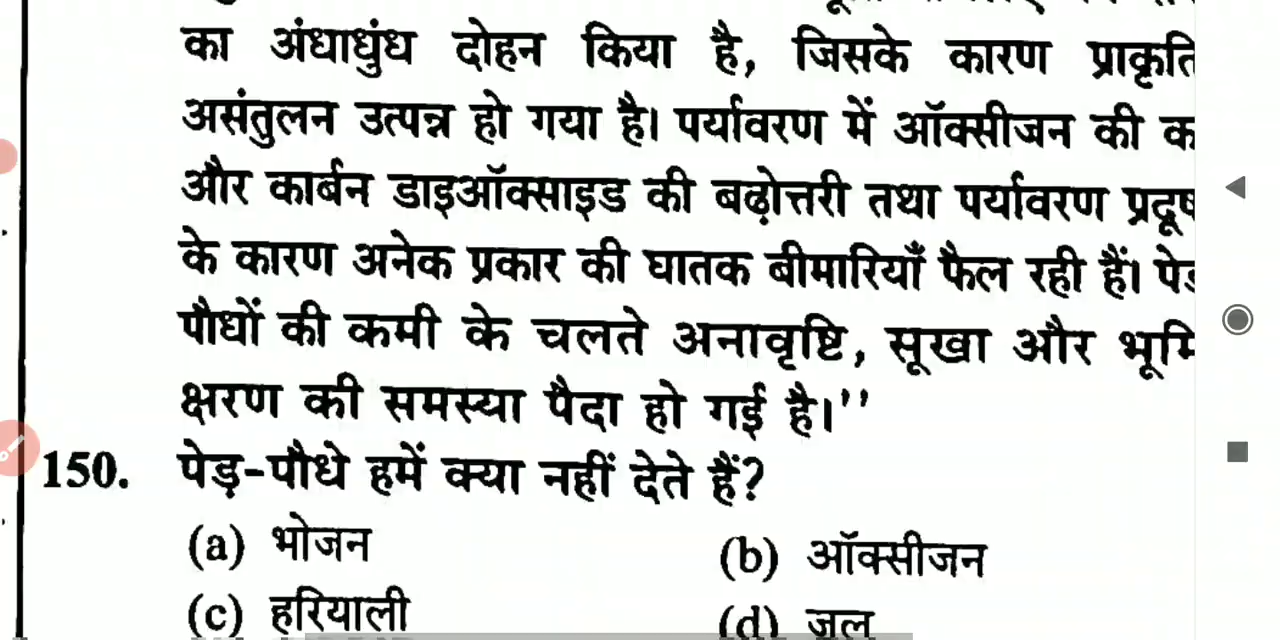 का अंधाधुंध दोहन किया है, जिसके कारण प्राकृति
असंतुलन उत्पन्न हो गया है। पर्यावरण में ऑक्सीजन की क
और कार्बन डाइऑक्साइड की बढ़ोत्तरी तथा पर्यावरण प्रदूष
के कारण अनेक प्रकार की घातक बीमारियाँ फैल रही हैं। पेड़
पौधों की कमी के चलते अनावृष्टि, सूखा और भूमि
क्षरण की समस्या पैदा हो गई है।''
150. पेड़-पौधे हमें क्या नहीं देते हैं?
(a) भोजन (b) ऑक्सीजन
(c) हरियाली (d) जल